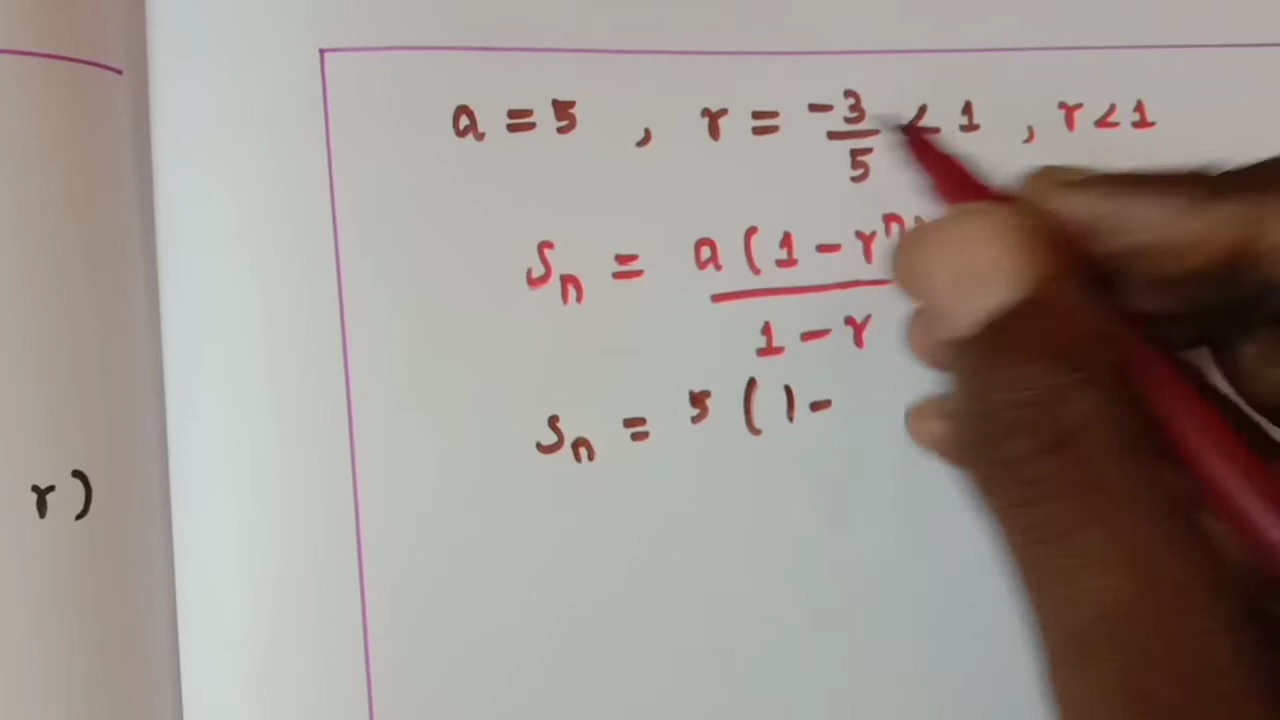 a = 5 , r = -3/5 < 1 , r < 1
Sn = a(1 - r^n
1 - r
Sn = 5 ( 1 -
r)